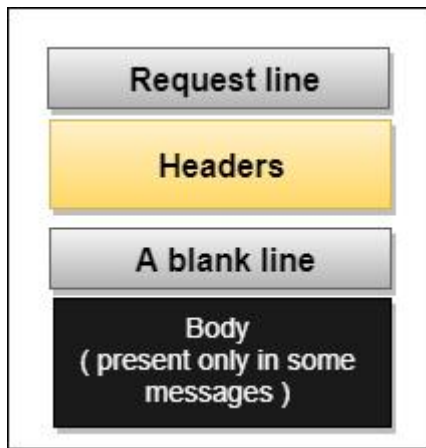 Request line
Headers
A blank line
Body
( present only in some
messages )